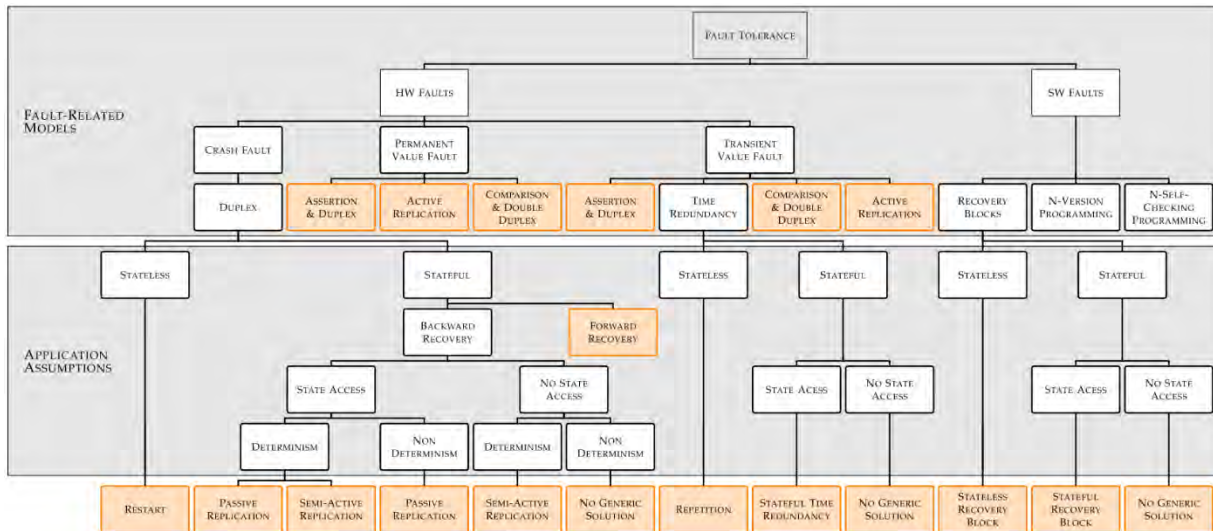 FAULT TOLERANCE
HW FAULTS
SW FAULTS
FAULT-RELATED
MODELS
CRASH FAULT
PERMANENT
VALUE FAULT
TRANSIENT
VALUE FAULT
DUPLEX
ASSERTION
& DUPLEX
ACTIVE
REPLICATION
COMPARISON
& DOUBLE
DUPLEX
ASSERTION
& DUPLEX
TIME
REDUNDANCY
COMPARISON
& DOUBLE
DUPLEX
ACTIVE
REPLICATION
RECOVERY
BLOCKS
N-VERSION
PROGRAMMING
N-SELF-
CHECKING
PROGRAMMING
STATELESS
STATEFUL
STATELESS
STATEFUL
STATELESS
STATEFUL
BACKWARD
RECOVERY
FORWARD
RECOVERY
APPLICATION
ASSUMPTIONS
STATE ACCESS
NO STATE
ACCESS
STATE ACESS
NO STATE
ACCESS
STATE ACESS
NO STATE
ACCESS
DETERMINISM
NON
DETERMINISM
DETERMINISM
NON
DETERMINISM
RESTART
PASSIVE
REPLICATION
SEMI-ACTIVE
REPLICATION
PASSIVE
REPLICATION
SEMI-ACTIVE
REPLICATION
NO GENERIC
SOLUTION
REPETITION
STATEFUL TIME
REDUNDANCY
NO GENERIC
SOLUTION
STATELESS
RECOVERY
BLOCK
STATEFUL
RECOVERY
BLOCK
NO GENERIC
SOLUTION